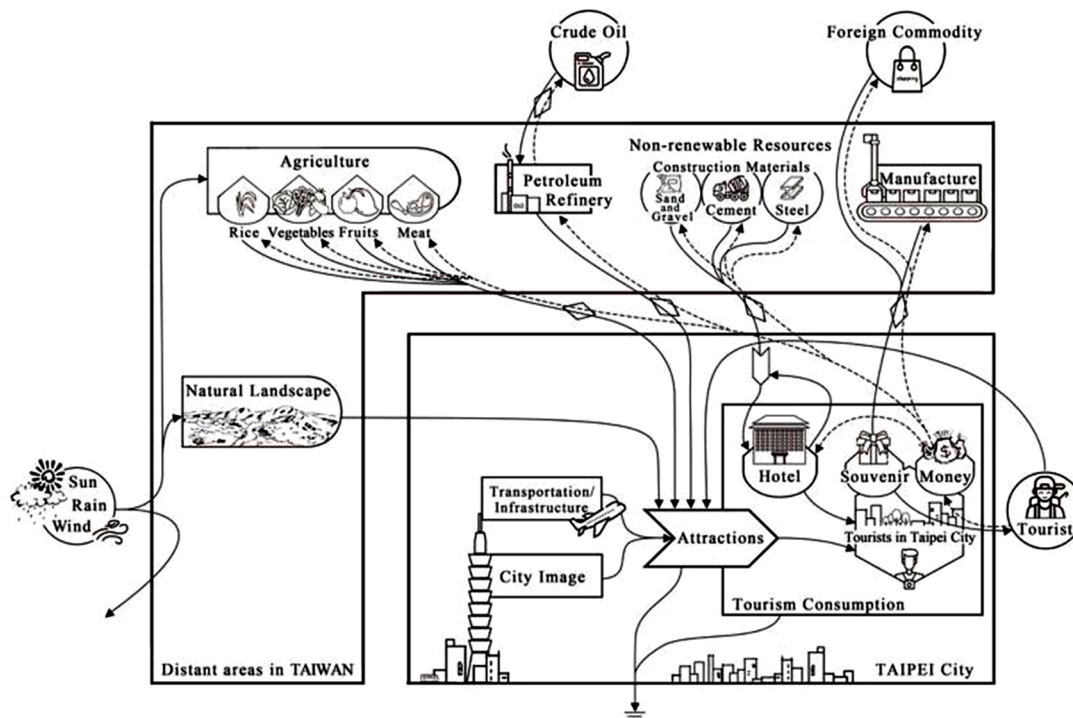 Crude Oil
Foreign Commodity
shopping
Agriculture
Rice
Vegetables
Fruits
Meat
Petroleum
Refinery
Oil
Non-renewable Resources
Construction Materials
Sand
and
Gravel
Cement
Steel
Manufacture
Natural Landscape
Sun
Rain
Wind
Transportation/
Infrastructure
City Image
Attractions
Hotel
Souvenir
Money
Tourists in Taipei City
Tourist
Tourism Consumption
Distant areas in TAIWAN
TAIPEI City